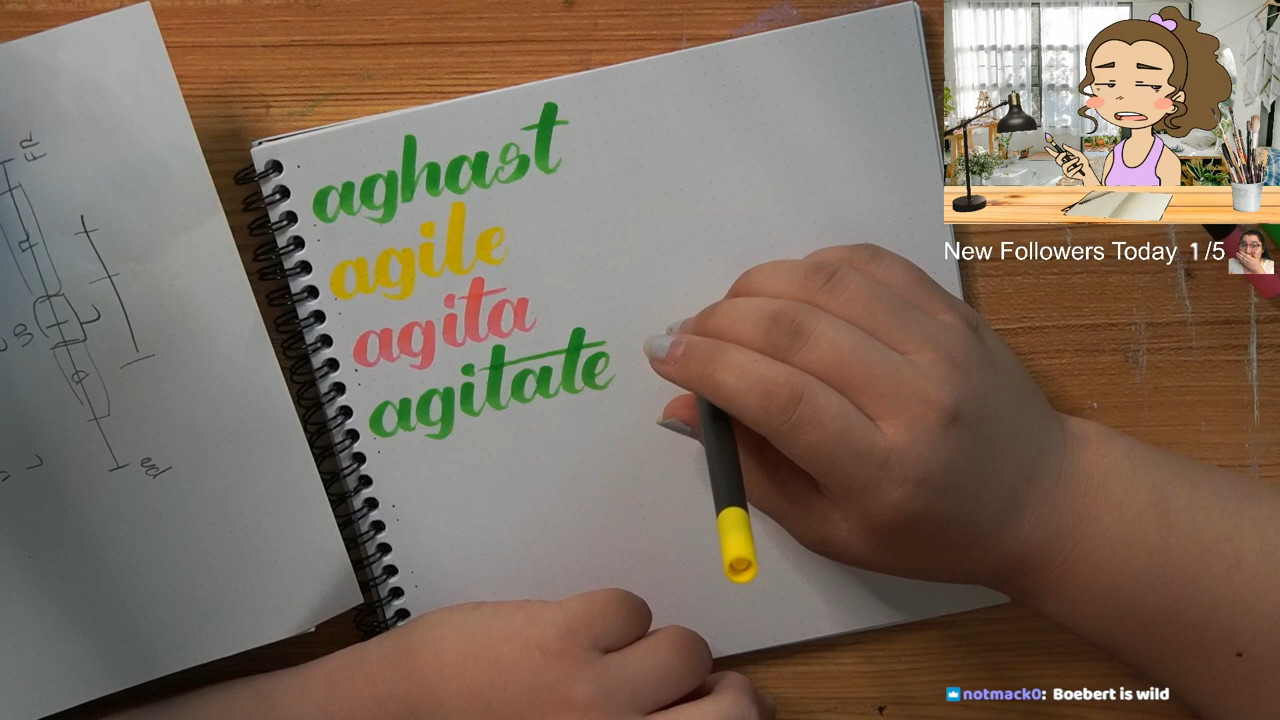 aghast
agile
agita
agitate
New Followers Today 1/5
notmack0: Boebert is wild